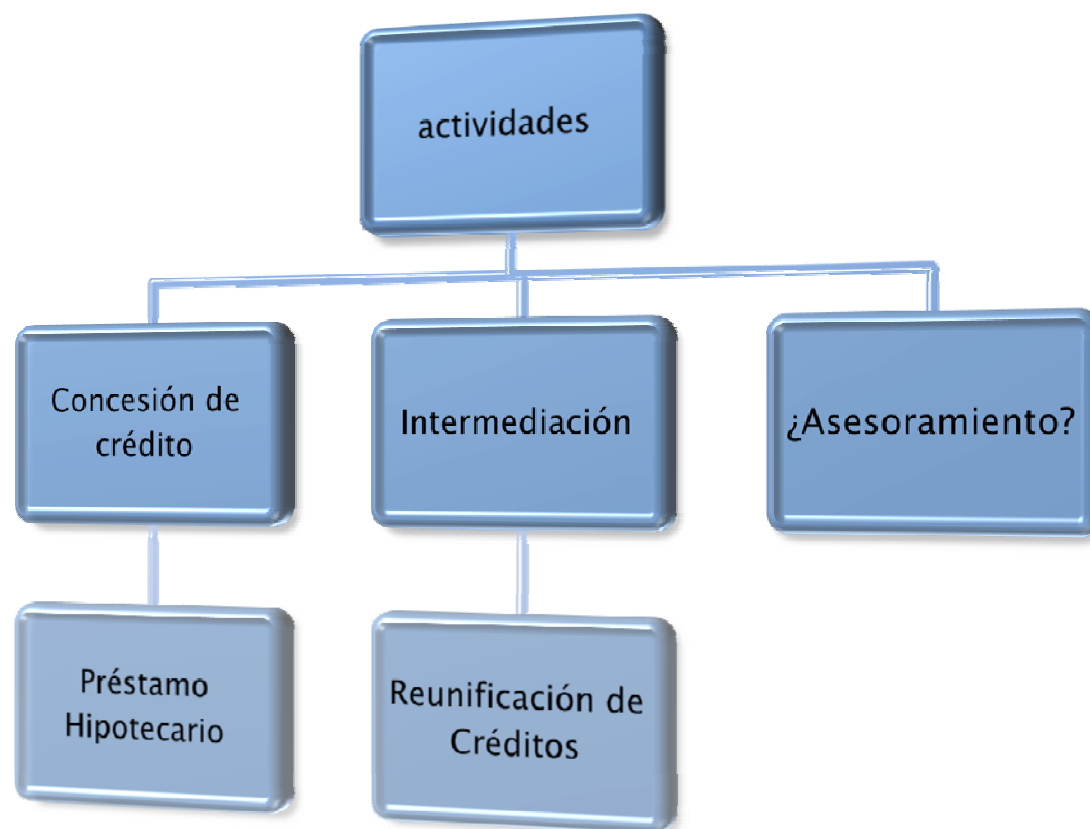 actividades
Concesión de
crédito
Intermediación
¿Asesoramiento?
Préstamo
Hipotecario
Reunificación de
Créditos